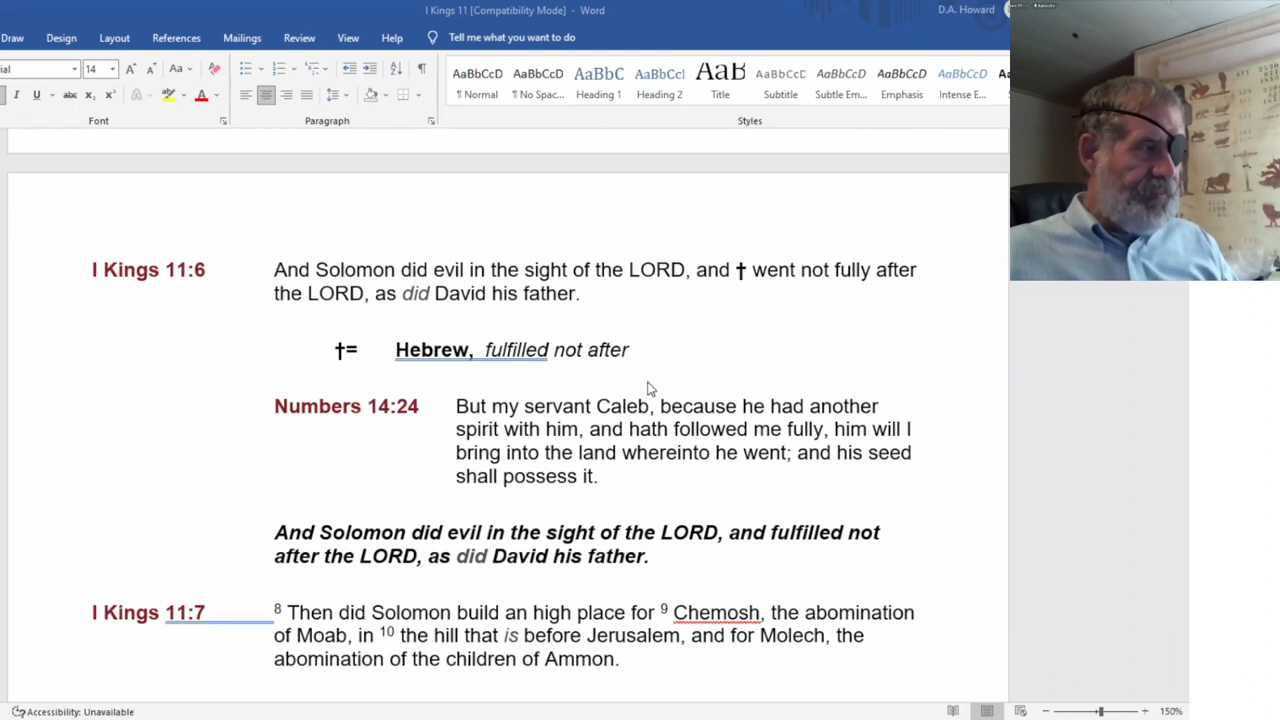 I Kings 11 [Compatibility Mode] - Word
D.A. Howard
Draw Design Layout References Mailings Review View Help Tell me what you want to do
ial 14 A A Aa
I U abc x₂ x² A A
AaBbCcD AaBbCcD AaBbC AaBbCcI AaB AaBbCcD AaBbCcD AaBbCcD AaBbCcD
¶ Normal ¶ No Spac... Heading 1 Heading 2 Title Subtitle Subtle Em... Emphasis Intense E...
Font Paragraph Styles
I Kings 11:6 And Solomon did evil in the sight of the LORD, and † went not fully after
the LORD, as did David his father.
†= Hebrew, fulfilled not after
Numbers 14:24 But my servant Caleb, because he had another
spirit with him, and hath followed me fully, him will I
bring into the land whereinto he went; and his seed
shall possess it.
And Solomon did evil in the sight of the LORD, and fulfilled not
after the LORD, as did David his father.
I Kings 11:7 8 Then did Solomon build an high place for 9 Chemosh, the abomination
of Moab, in 10 the hill that is before Jerusalem, and for Molech, the
abomination of the children of Ammon.
Accessibility: Unavailable
150%